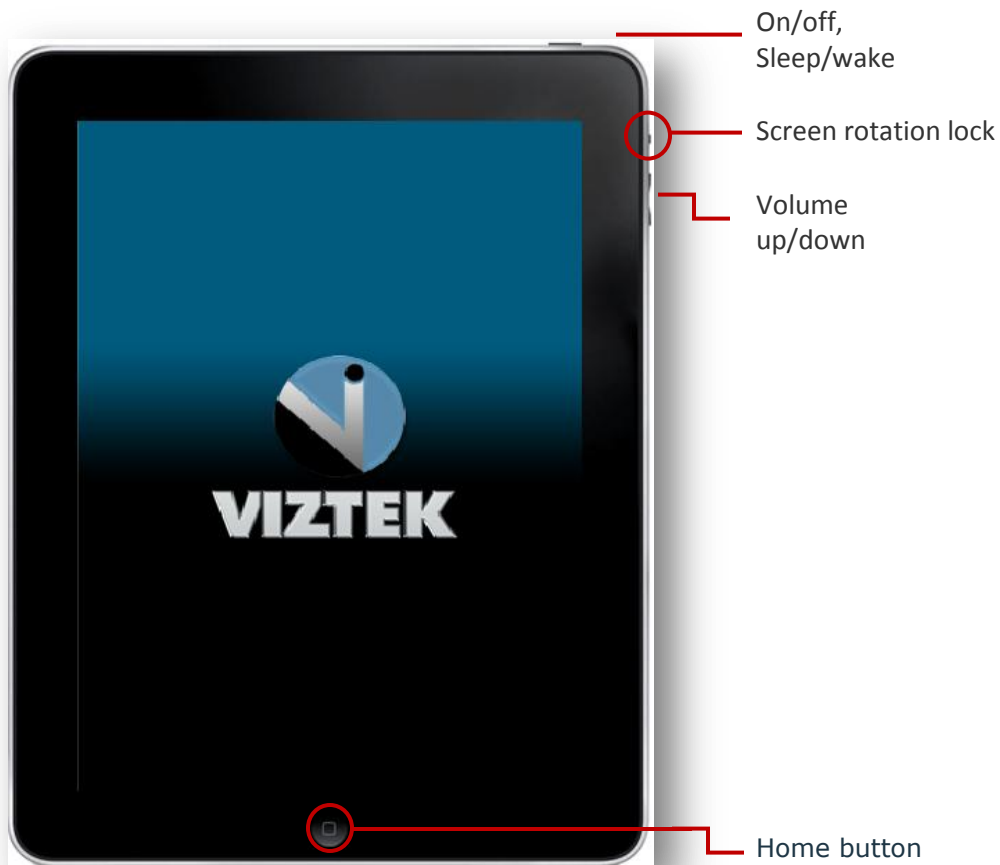 On/off,
Sleep/wake
Screen rotation lock
Volume
up/down
VIZTEK
Home button